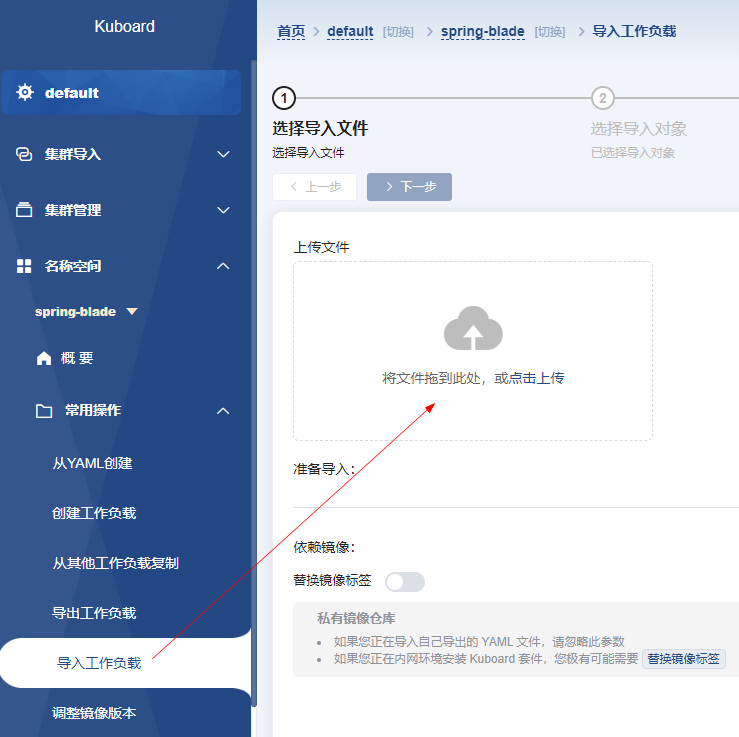 Kuboard
default
集群导入
集群管理
名称空间
spring-blade
概 要
常用操作
从YAML创建
创建工作负载
从其他工作负载复制
导出工作负载
导入工作负载
调整镜像版本
首页 > default [切换] > spring-blade [切换] > 导入工作负载
1
选择导入文件
选择导入文件
2
选择导入对象
已选择导入对象
< 上一步
> 下一步
上传文件
将文件拖到此处，或点击上传
准备导入：
依赖镜像：
替换镜像标签
私有镜像仓库
• 如果您正在导入自己导出的 YAML 文件，请忽略此参数
• 如果您正在内网环境安装 Kuboard 套件，您极有可能需要 替换镜像标签